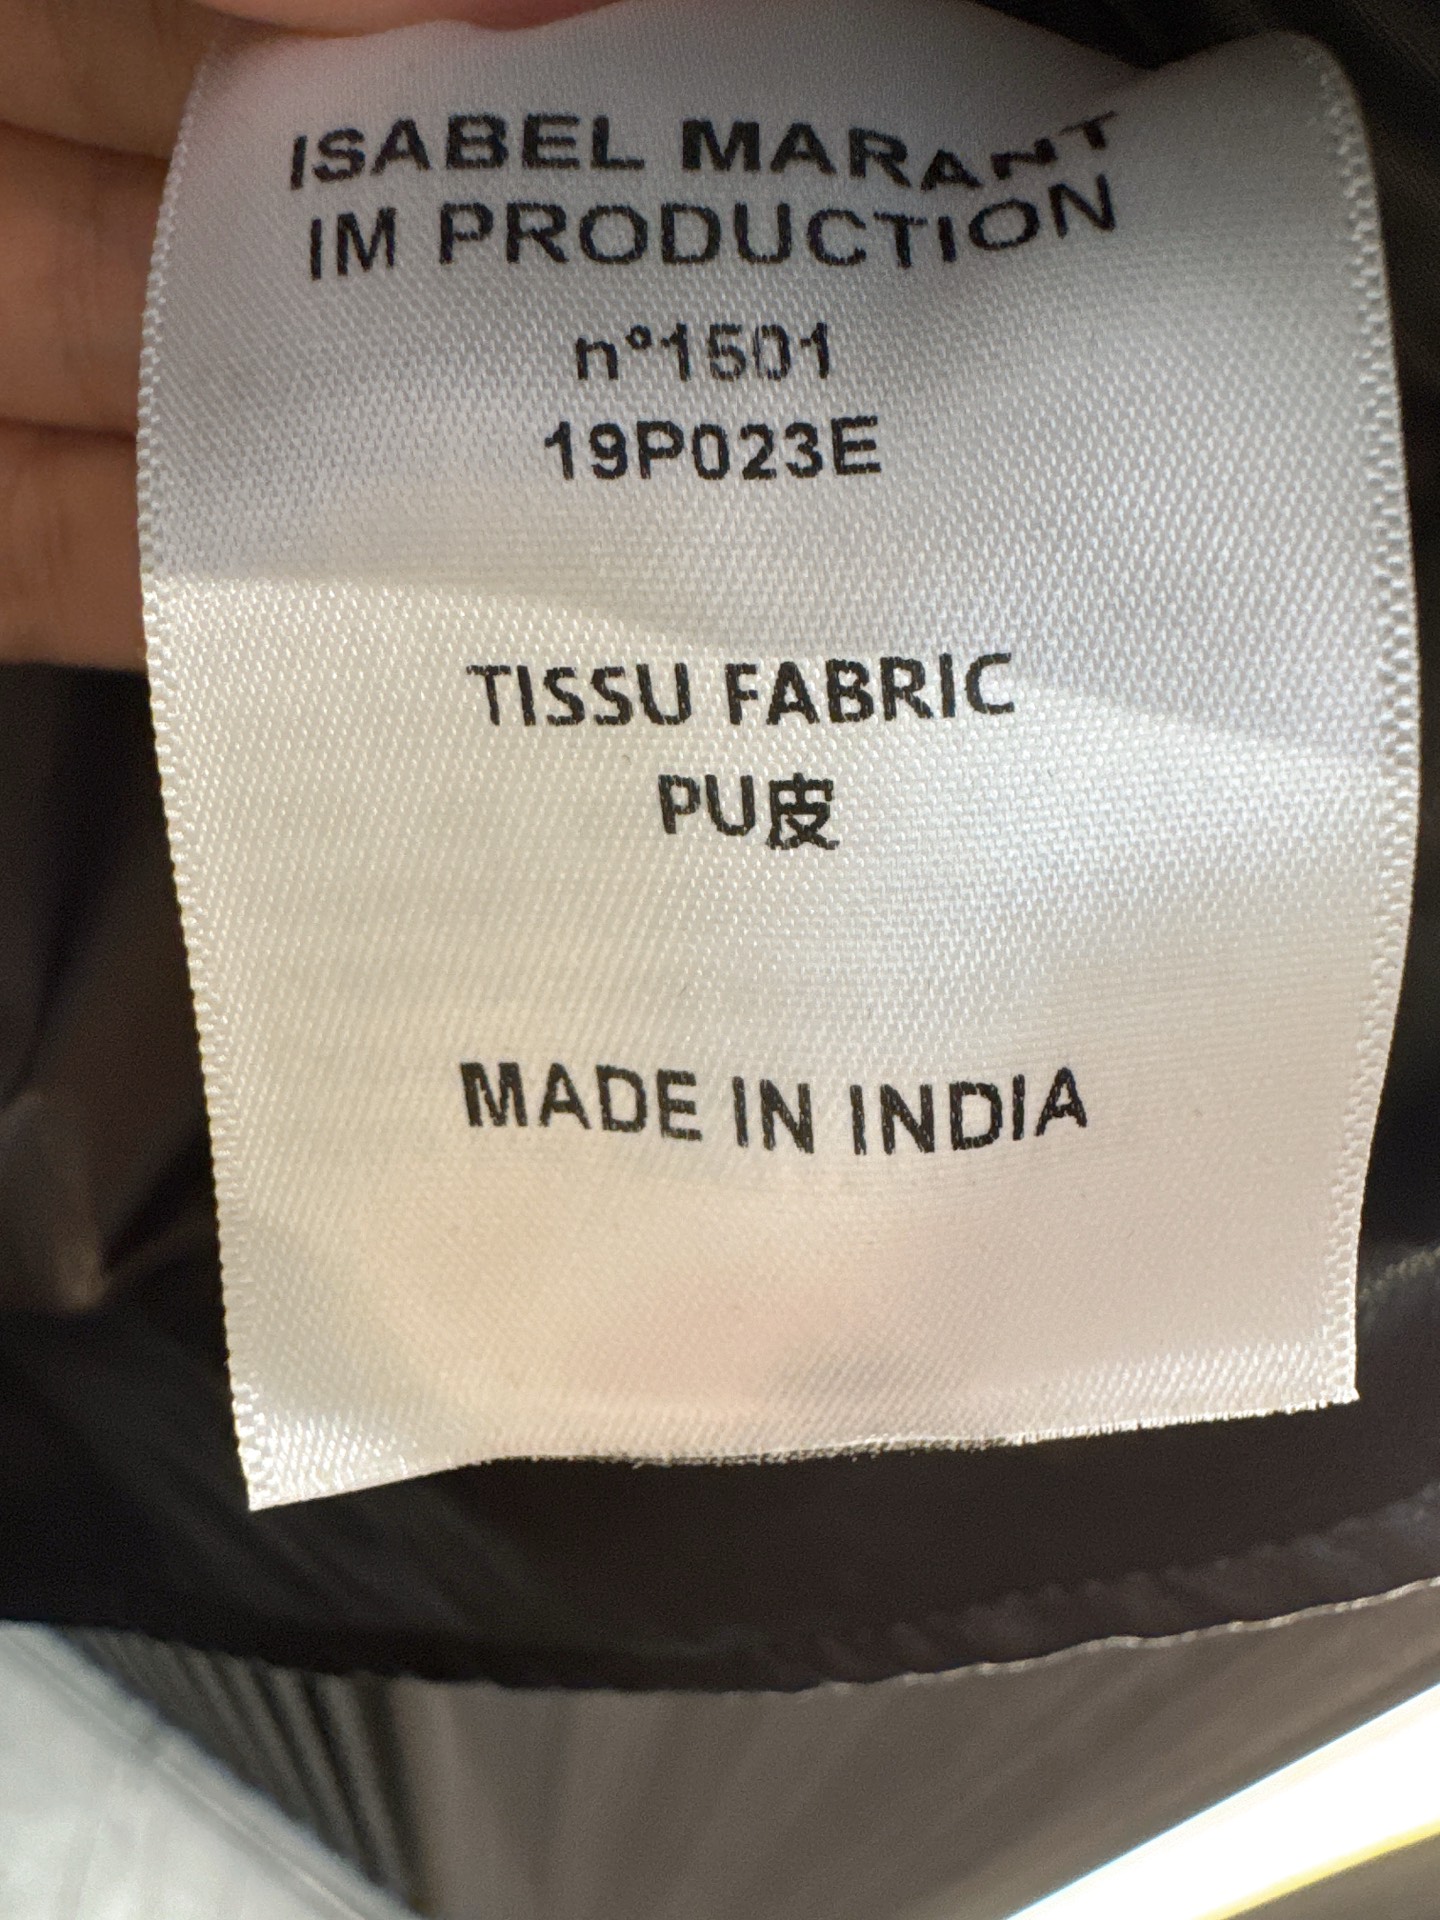 ISABEL MARANT
IM PRODUCTION
n°1501
19P023E
TISSU FABRIC
PU皮
MADE IN INDIA